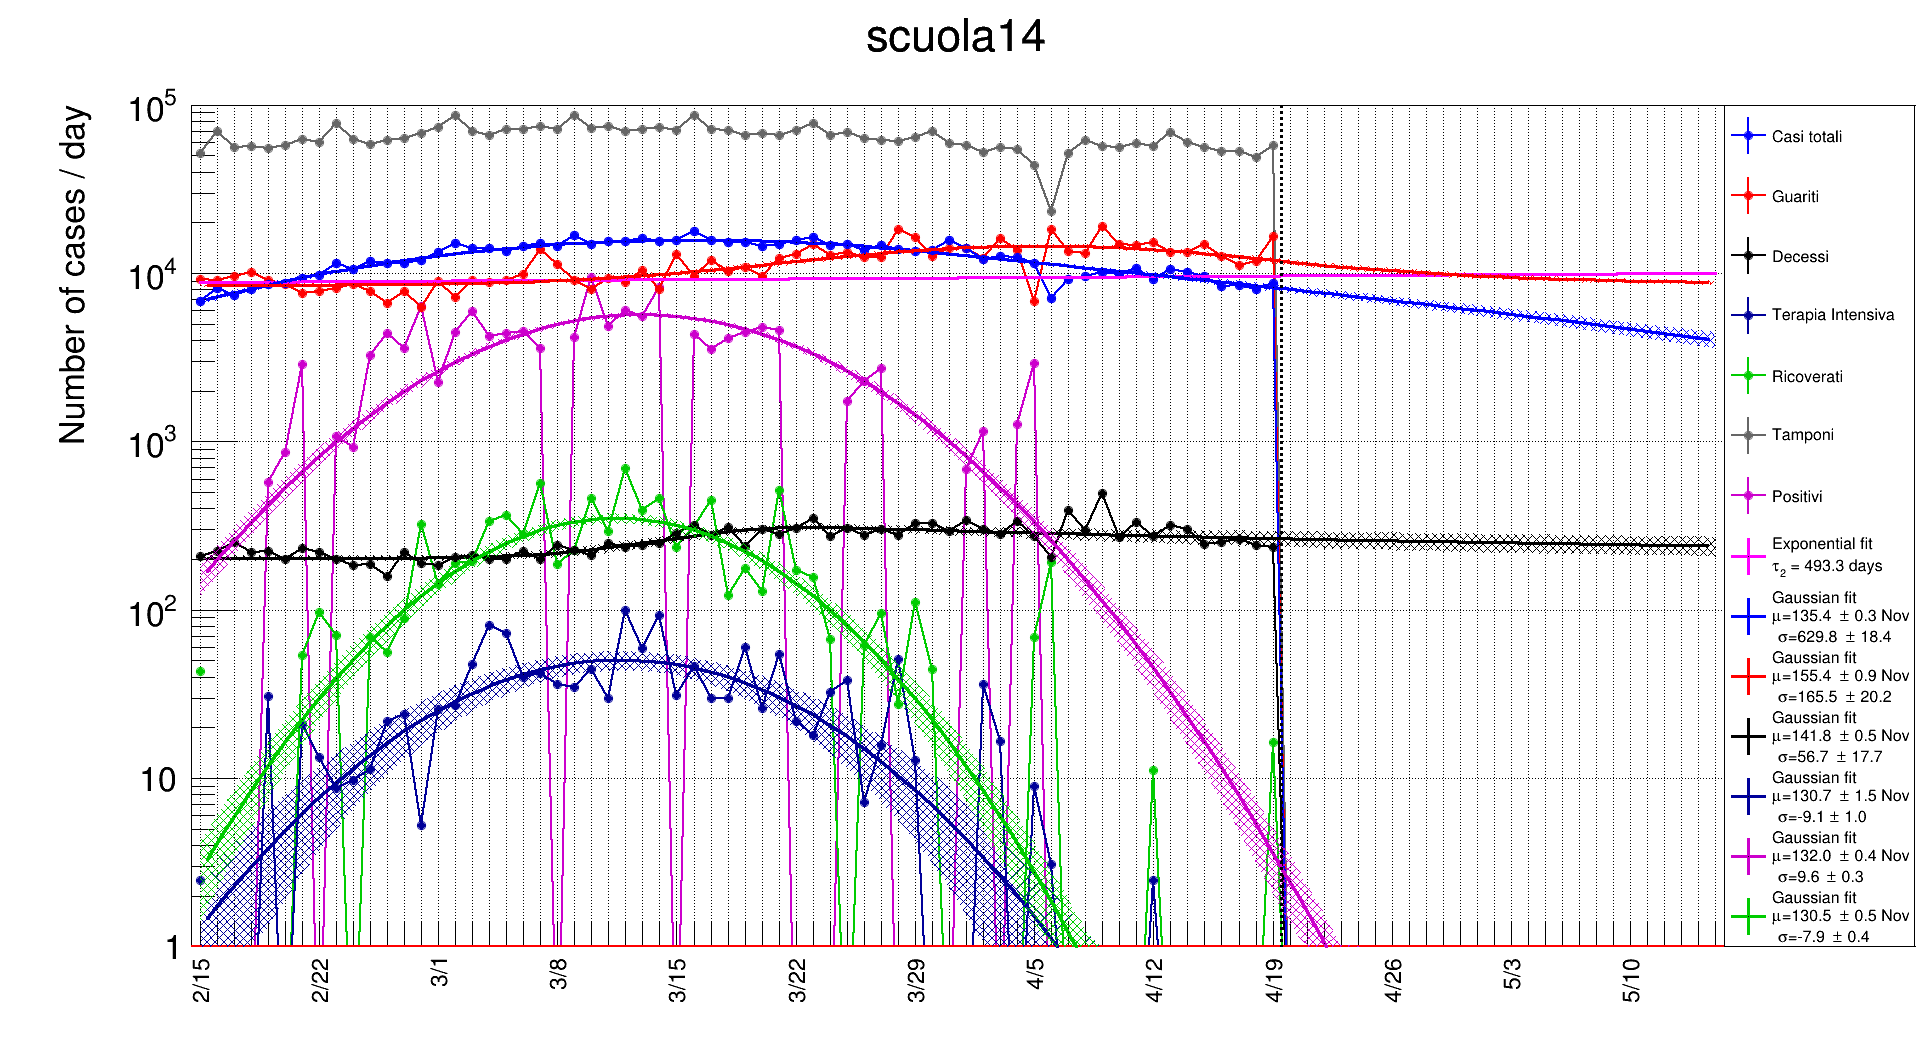 scuola14
Number of cases / day
10^5
10^4
10^3
10^2
10
1
2/15
2/22
3/1
3/8
3/15
3/22
3/29
4/5
4/12
4/19
4/26
5/3
5/10
Casi totali
Guariti
Decessi
Terapia Intensiva
Ricoverati
Tamponi
Positivi
Exponential fit
τ_2 = 493.3 days
Gaussian fit
μ=135.4 ± 0.3 Nov
σ=629.8 ± 18.4
Gaussian fit
μ=155.4 ± 0.9 Nov
σ=165.5 ± 20.2
Gaussian fit
μ=141.8 ± 0.5 Nov
σ=56.7 ± 17.7
Gaussian fit
μ=130.7 ± 1.5 Nov
σ=-9.1 ± 1.0
Gaussian fit
μ=132.0 ± 0.4 Nov
σ=9.6 ± 0.3
Gaussian fit
μ=130.5 ± 0.5 Nov
σ=-7.9 ± 0.4